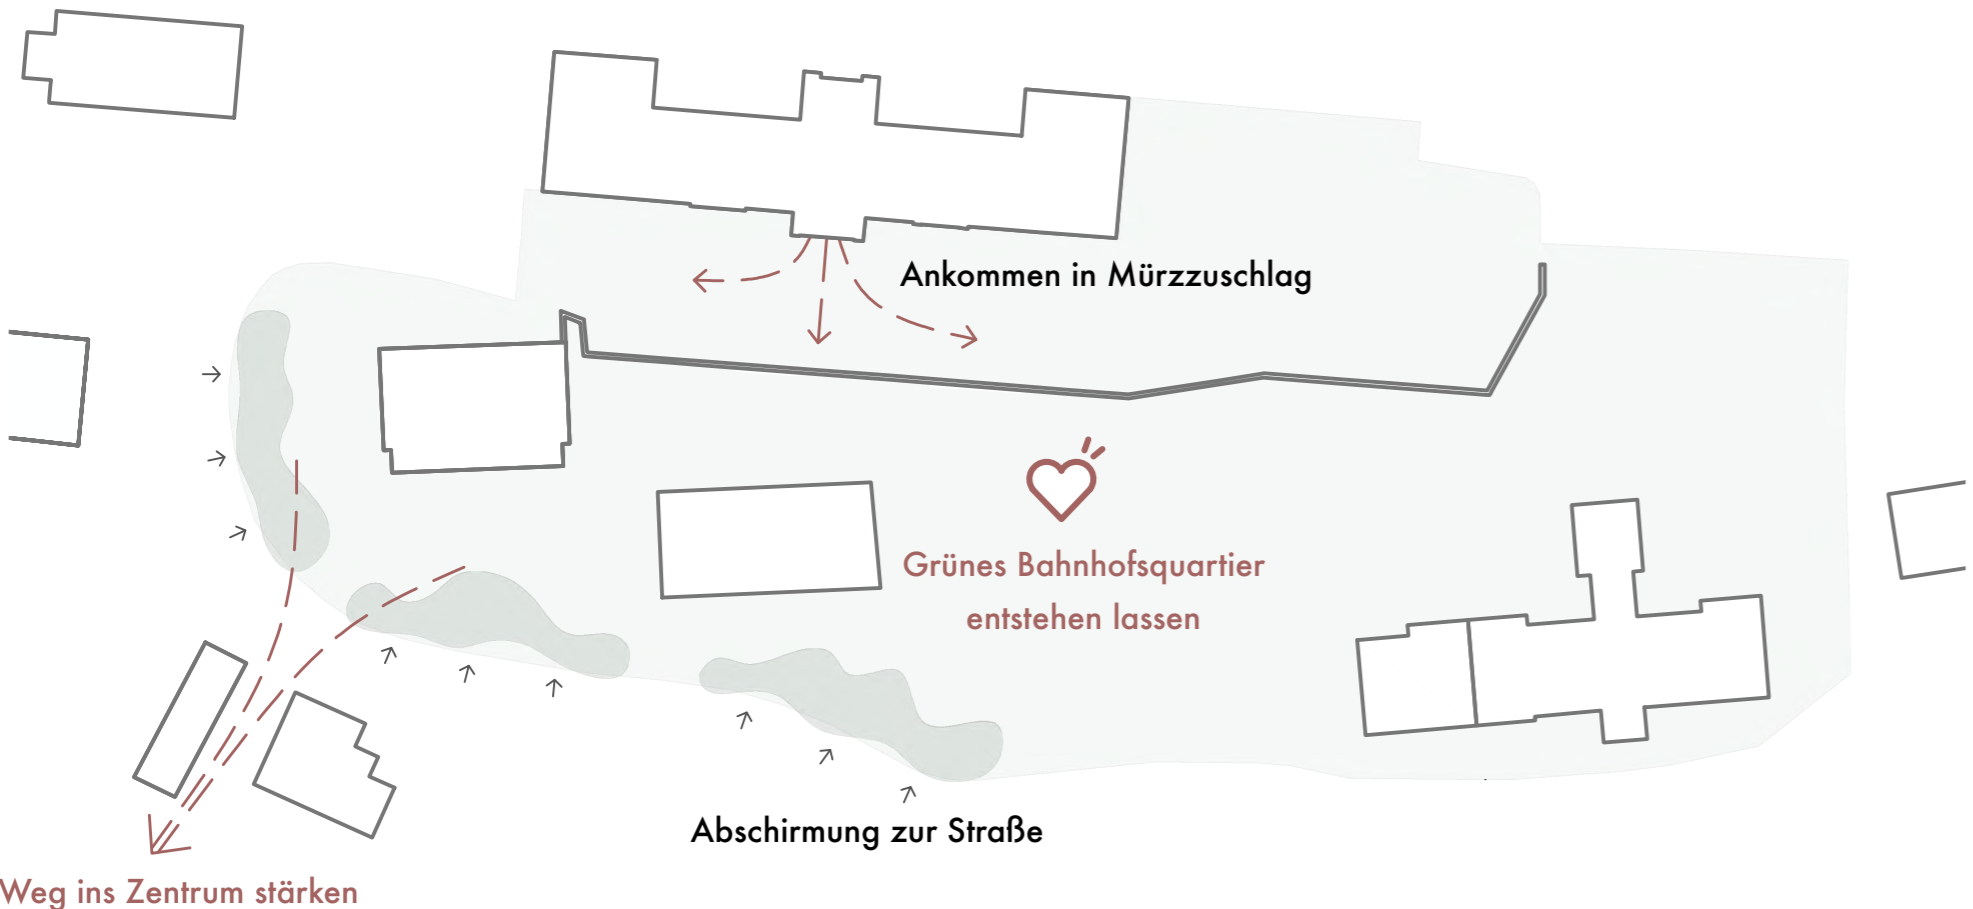 Ankommen in Mürzzuschlag
Grünes Bahnhofsquartier
entstehen lassen
Abschirmung zur Straße
Weg ins Zentrum stärken